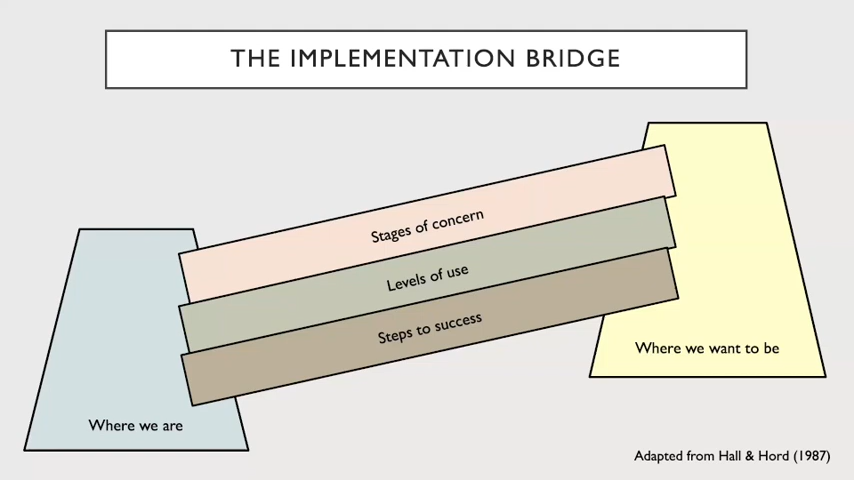 THE IMPLEMENTATION BRIDGE
Stages of concern
Levels of use
Steps to success
Where we want to be
Where we are
Adapted from Hall & Hord (1987)